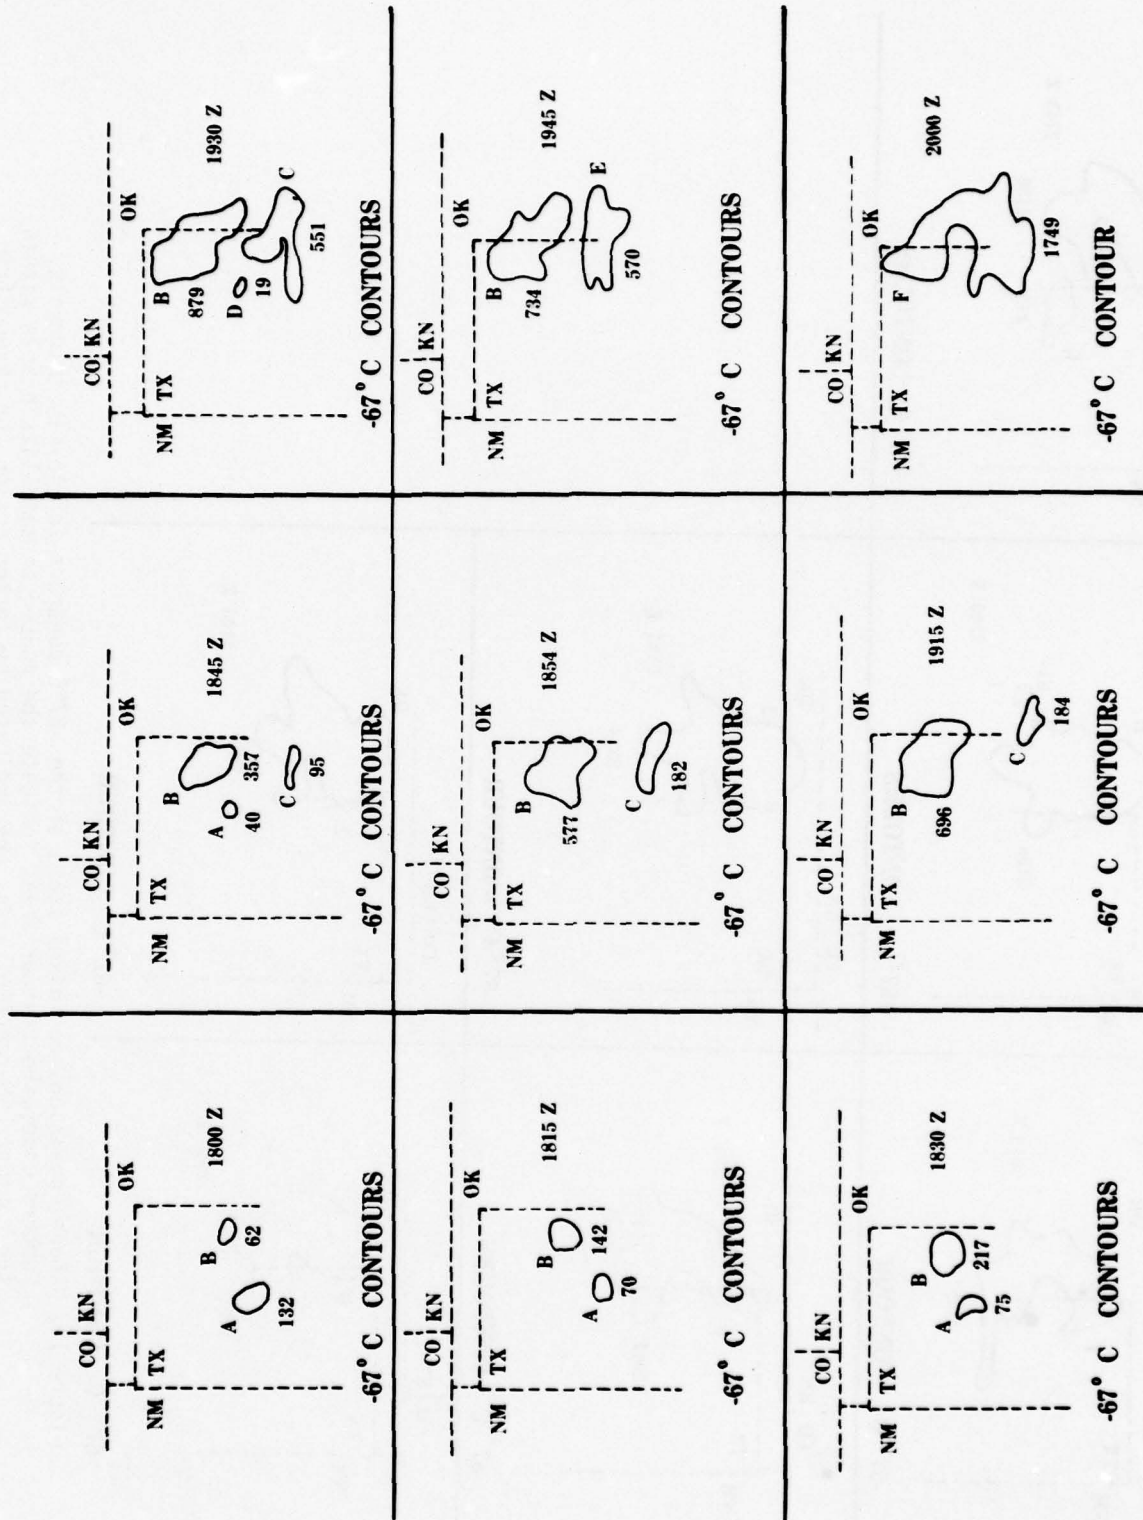 CO KN
NM TX OK
1800 Z
B
62
A
132
-67° C CONTOURS
CO KN
NM TX OK
1815 Z
B
142
A
70
-67° C CONTOURS
CO KN
NM TX OK
1830 Z
B
217
A
75
-67° C CONTOURS
CO KN
NM TX OK
1845 Z
B
A
357
40
C
95
-67° C CONTOURS
CO KN
NM TX OK
1854 Z
B
577
C
182
-67° C CONTOURS
CO KN
NM TX OK
1915 Z
B
696
C
184
-67° C CONTOURS
CO KN
NM TX OK
1930 Z
B
879
D
19
C
551
-67° C CONTOURS
CO KN
NM TX OK
1945 Z
B
734
E
570
-67° C CONTOURS
CO KN
NM TX OK
2000 Z
F
1749
-67° C CONTOUR